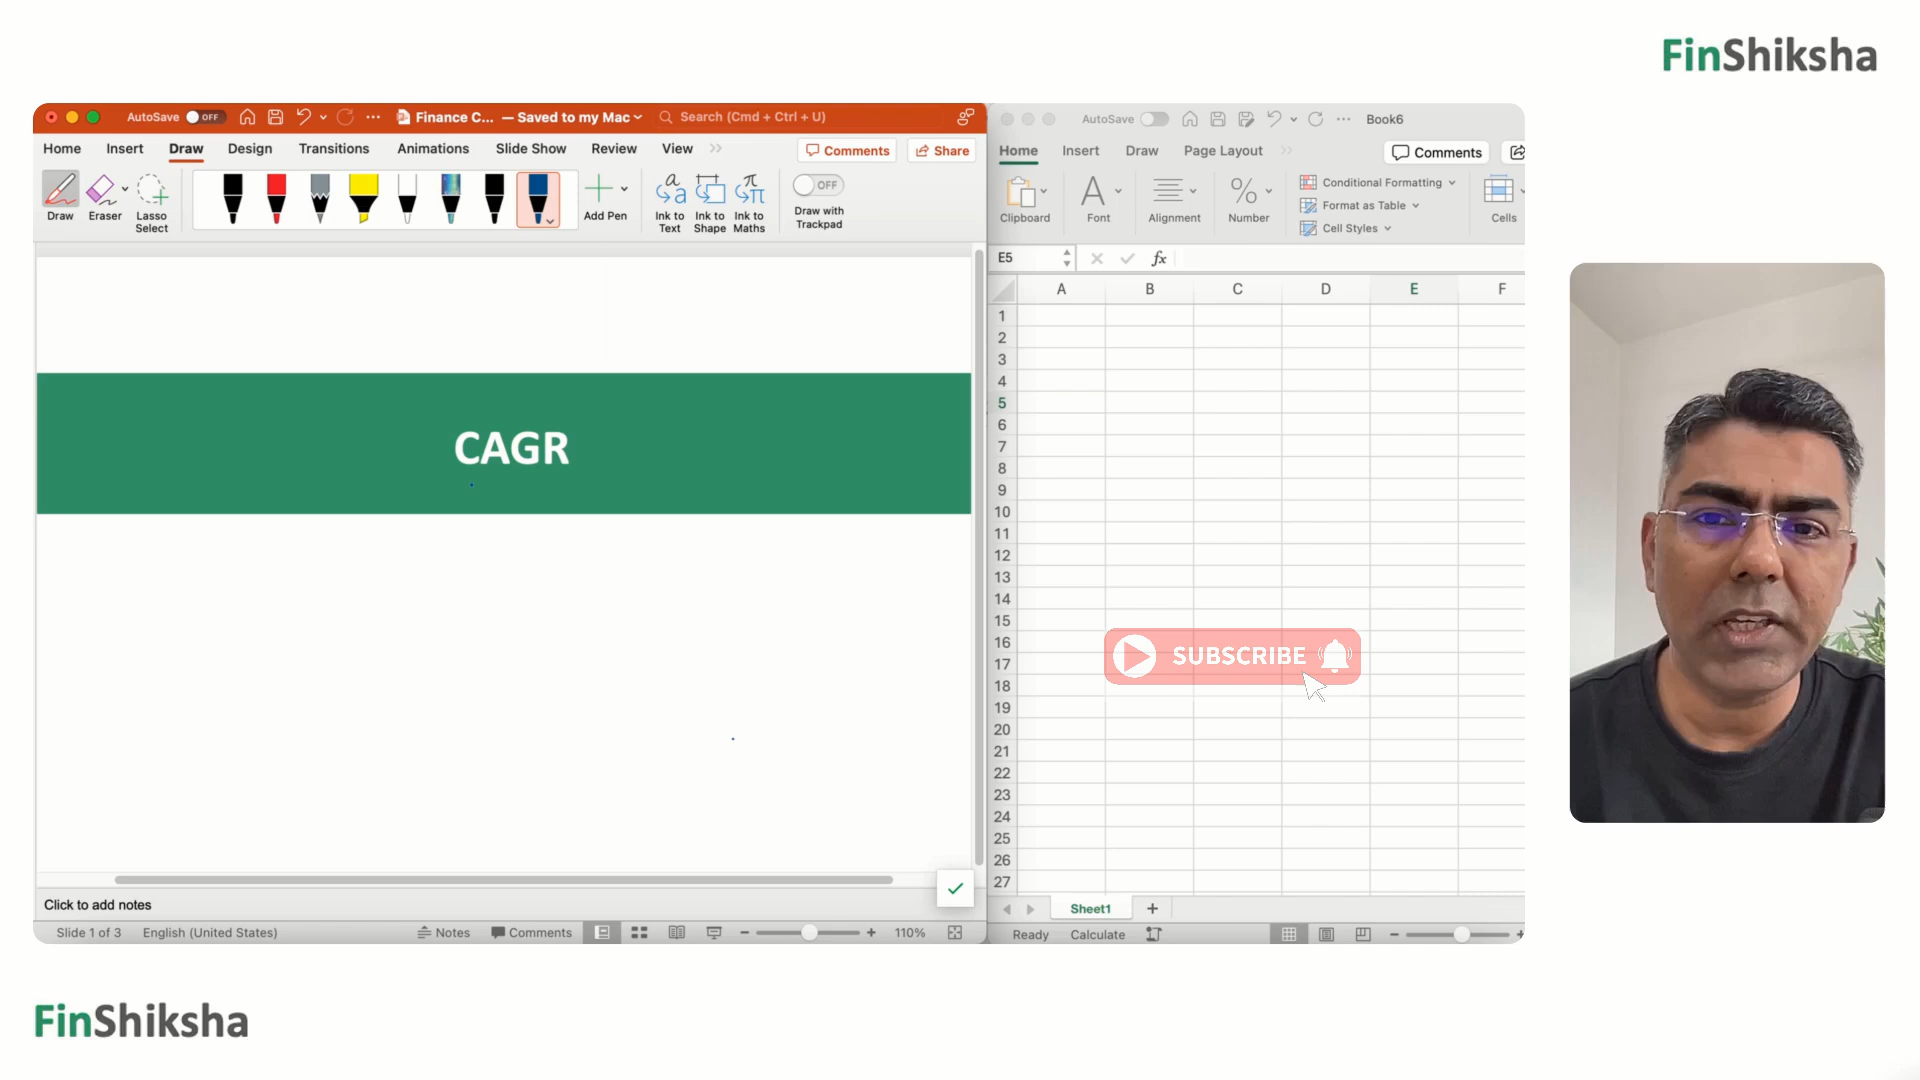 FinShiksha
AutoSave OFF Finance C... — Saved to my Mac Search (Cmd + Ctrl + U)
Home Insert Draw Design Transitions Animations Slide Show Review View Comments Share
Draw Eraser Lasso Select Add Pen Ink to Text Ink to Shape Ink to Maths OFF Draw with Trackpad
CAGR
Click to add notes
Slide 1 of 3 English (United States) Notes Comments 110%
AutoSave Book6
Home Insert Draw Page Layout Comments
Clipboard Font Alignment Number Conditional Formatting Format as Table Cell Styles Cells
E5 fx
A B C D E F
1
2
3
4
5
6
7
8
9
10
11
12
13
14
15
16
17
18
19
20
21
22
23
24
25
26
27
SUBSCRIBE
Sheet1
Ready Calculate
FinShiksha